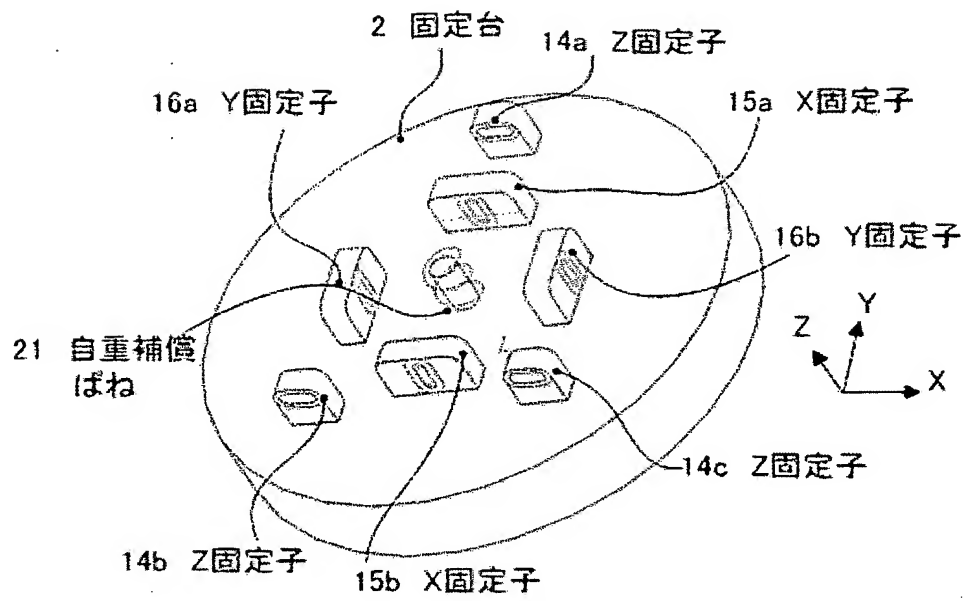 2 固定台
14a Z固定子
16a Y固定子
15a X固定子
16b Y固定子
Z
Y
X
21 自重補償
ばね
14c Z固定子
14b Z固定子
15b X固定子